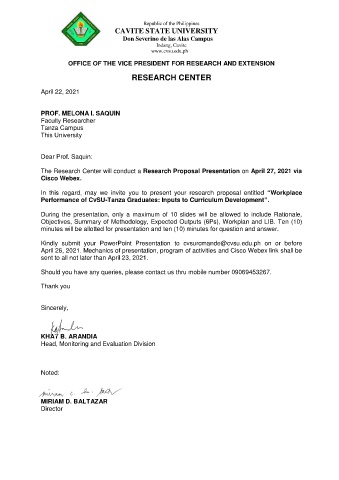 Republic of the Philippines
CAVITE STATE UNIVERSITY
Don Severino de las Alas Campus
Indang, Cavite
www.cvsu.edu.ph
OFFICE OF THE VICE PRESIDENT FOR RESEARCH AND EXTENSION
RESEARCH CENTER
April 22, 2021
PROF. MELONA I. SAQUIN
Faculty Researcher
Tanza Campus
This University
Dear Prof. Saquin:
The Research Center will conduct a Research Proposal Presentation on April 27, 2021 via
Cisco Webex.
In this regard, may we invite you to present your research proposal entitled "Workplace
Performance of CvSU-Tanza Graduates: Inputs to Curriculum Development".
During the presentation, only a maximum of 10 slides will be allowed to include Rationale,
Objectives, Summary of Methodology, Expected Outputs (6Ps), Workplan and LIB. Ten (10)
minutes will be allotted for presentation and ten (10) minutes for question and answer.
Kindly submit your PowerPoint Presentation to cvsuromande@cvsu.edu.ph on or before
April 26, 2021. Mechanics of presentation, program of activities and Cisco Webex link shall be
sent to all not later than April 23, 2021.
Should you have any queries, please contact us thru mobile number 09069453267.
Thank you
Sincerely,
KHAY B. ARANDIA
Head, Monitoring and Evaluation Division
Noted:
MIRIAM D. BALTAZAR
Director